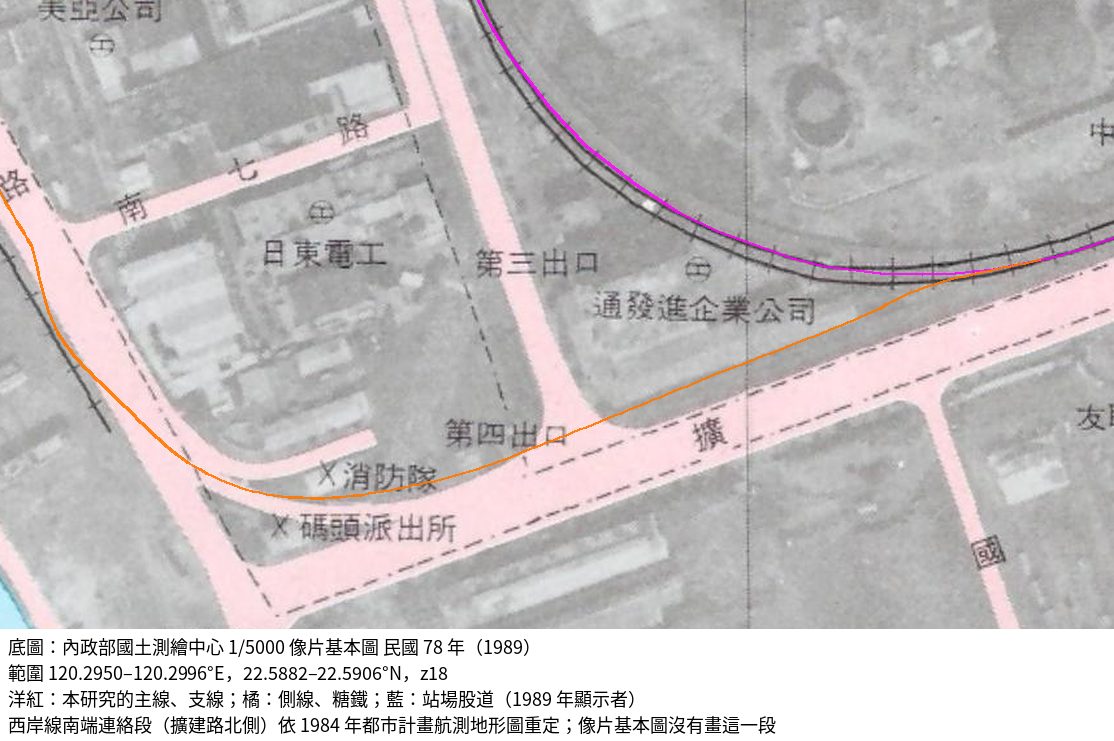 美亞公司
路
南七路
日東電工
第三出口
通發進企業公司
中
第四出口
擴
友
消防隊
碼頭派出所
國
底圖：內政部國土測繪中心 1/5000 像片基本圖 民國 78 年（1989）
範圍 120.2950–120.2996°E，22.5882–22.5906°N，z18
洋紅：本研究的主線、支線；橘：側線、糖鐵；藍：站場股道（1989 年顯示者）
西岸線南端連絡段（擴建路北側）依 1984 年都市計畫航測地形圖重定；像片基本圖沒有畫這一段